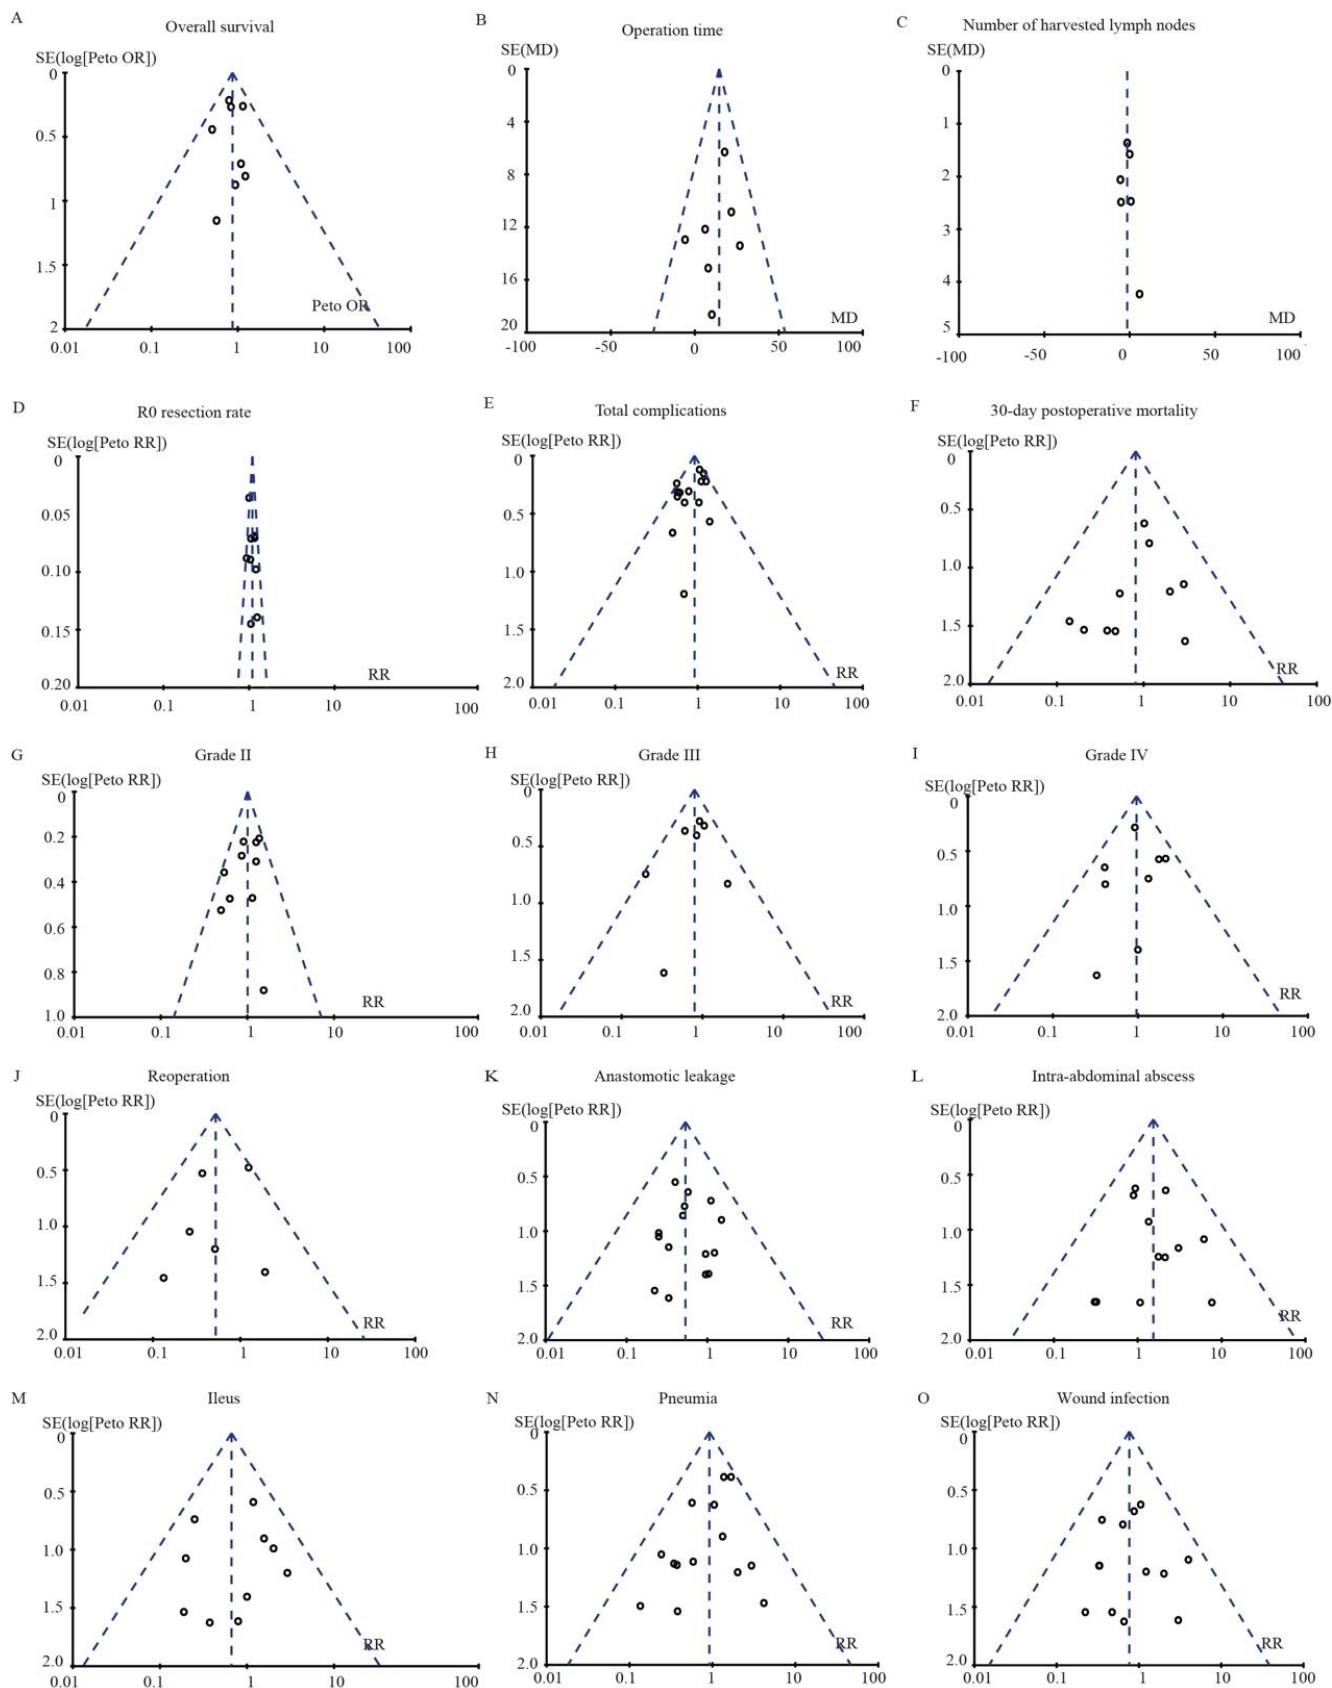 A
Overall survival
SE(log[Peto OR])
0
0.5
1
1.5
2
Peto OR
0.01 0.1 1 10 100
B
Operation time
SE(MD)
0
4
8
12
16
20
MD
-100 -50 0 50 100
C
Number of harvested lymph nodes
SE(MD)
0
1
2
3
4
5
MD
-100 -50 0 50 100
D
R0 resection rate
SE(log[Peto RR])
0
0.05
0.10
0.15
0.20
RR
0.01 0.1 1 10 100
E
Total complications
SE(log[Peto RR])
0
0.5
1.0
1.5
2.0
RR
0.01 0.1 1 10 100
F
30-day postoperative mortality
SE(log[Peto RR])
0
0.5
1.0
1.5
2.0
RR
0.01 0.1 1 10 100
G
Grade II
SE(log[Peto RR])
0
0.2
0.4
0.6
0.8
1.0
RR
0.01 0.1 1 10 100
H
Grade III
SE(log[Peto RR])
0
0.5
1.0
1.5
2.0
RR
0.01 0.1 1 10 100
I
Grade IV
SE(log[Peto RR])
0
0.5
1.0
1.5
2.0
RR
0.01 0.1 1 10 100
J
Reoperation
SE(log[Peto RR])
0
0.5
1.0
1.5
2.0
RR
0.01 0.1 1 10 100
K
Anastomotic leakage
SE(log[Peto RR])
0
0.5
1.0
1.5
2.0
RR
0.01 0.1 1 10 100
L
Intra-abdominal abscess
SE(log[Peto RR])
0
0.5
1.0
1.5
2.0
RR
0.01 0.1 1 10 100
M
Ileus
SE(log[Peto RR])
0
0.5
1.0
1.5
2.0
RR
0.01 0.1 1 10 100
N
Pneumia
SE(log[Peto RR])
0
0.5
1.0
1.5
2.0
RR
0.01 0.1 1 10 100
O
Wound infection
SE(log[Peto RR])
0
0.5
1.0
1.5
2.0
RR
0.01 0.1 1 10 100